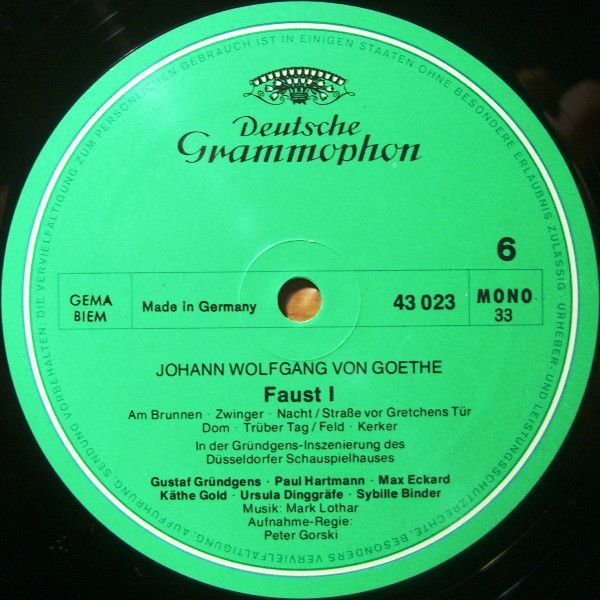 Deutsche
Grammophon
6
GEMA
BIEM
Made in Germany
43 023
MONO
33
JOHANN WOLFGANG VON GOETHE
Faust I
Am Brunnen · Zwinger · Nacht / Straße vor Gretchens Tür
Dom · Trüber Tag / Feld · Kerker
In der Gründgens-Inszenierung des
Düsseldorfer Schauspielhauses
Gustaf Gründgens · Paul Hartmann · Max Eckard
Käthe Gold · Ursula Dinggräfe · Sybille Binder
Musik: Mark Lothar
Aufnahme-Regie:
Peter Gorski
DIE VERVIELFÄLTIGUNG ZUM PERSÖNLICHEN GEBRAUCH IST IN EINIGEN STAATEN OHNE BESONDERE ERLAUBNIS ZULÄSSIG. URHEBER- UND LEISTUNGSSCHUTZRECHTE, BESONDERS VERVIELFÄLTIGUNG, AUFFÜHRUNG, SENDUNG VORBEHALTEN: